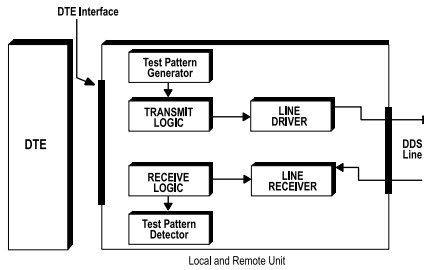 DTE Interface
Test Pattern
Generator
TRANSMIT
LOGIC
LINE
DRIVER
DTE
DDS
Line
RECEIVE
LOGIC
LINE
RECEIVER
Test Pattern
Detector
Local and Remote Unit